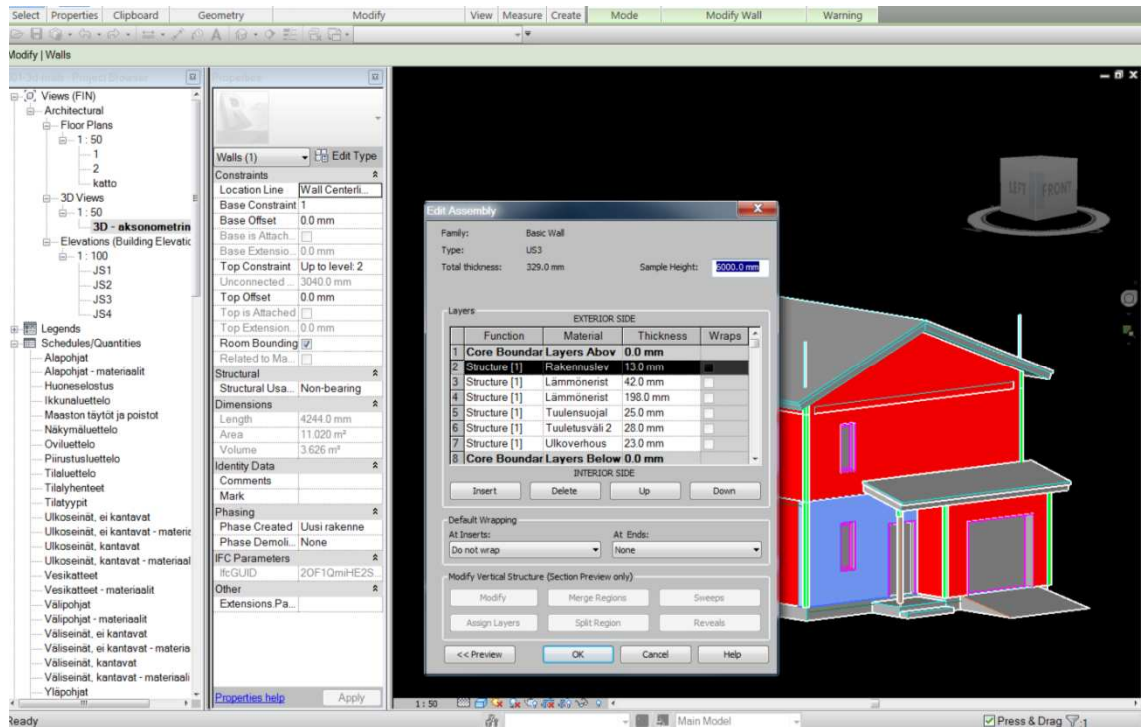 Select Properties Clipboard Geometry Modify View Measure Create Mode Modify Wall Warning
Modify | Walls
Views (FIN)
Architectural
Floor Plans
1 : 50
1
2
katto
3D Views
1 : 50
3D - aksonometrin
Elevations (Building Elevatic
1 : 100
JS1
JS2
JS3
JS4
Legends
Schedules/Quantities
Alapohjat
Alapohjat - materiaalit
Huoneselostus
Ikkunaluettelo
Maaston täytöt ja poistot
Näkymäluettelo
Oviluettelo
Piirustusluettelo
Tilaluettelo
Tilalyhenteet
Tilatyypit
Ulkoseinät, ei kantavat
Ulkoseinät, ei kantavat - materie
Ulkoseinät, kantavat
Ulkoseinät, kantavat - materiaal
Vesikatteet
Vesikatteet - materiaalit
Välipohjat
Välipohjat - materiaalit
Väliseinät, ei kantavat
Väliseinät, ei kantavat - materia
Väliseinät, kantavat
Väliseinät, kantavat - materiaali
Yläpohjat
Properties
Walls (1) Edit Type
Constraints
Location Line Wall Centerli...
Base Constraint 1
Base Offset 0.0 mm
Base is Attach...
Base Extensio... 0.0 mm
Top Constraint Up to level: 2
Unconnected ... 3040.0 mm
Top Offset 0.0 mm
Top is Attached
Top Extension... 0.0 mm
Room Bounding
Related to Ma...
Structural
Structural Usa... Non-bearing
Dimensions
Length 4244.0 mm
Area 11.020 m²
Volume 3.626 m³
Identity Data
Comments
Mark
Phasing
Phase Created Uusi rakenne
Phase Demoli... None
IFC Parameters
IfcGUID 2OF1QmiHE2S...
Other
Extensions.Pa...
Properties help Apply
LEFT FRONT
Edit Assembly
Family: Basic Wall
Type: US3
Total thickness: 329.0 mm Sample Height: 6000.0 mm
Layers
EXTERIOR SIDE
Function Material Thickness Wraps
1 Core Boundar Layers Abov 0.0 mm
2 Structure [1] Rakennuslev 13.0 mm
3 Structure [1] Lämmönerist 42.0 mm
4 Structure [1] Lämmönerist 198.0 mm
5 Structure [1] Tuulensuojal 25.0 mm
6 Structure [1] Tuuletusväli 2 28.0 mm
7 Structure [1] Ulkoverhous 23.0 mm
8 Core Boundar Layers Below 0.0 mm
INTERIOR SIDE
Insert Delete Up Down
Default Wrapping
At Inserts: At Ends:
Do not wrap None
Modify Vertical Structure (Section Preview only)
Modify Merge Regions Sweeps
Assign Layers Split Region Reveals
<< Preview OK Cancel Help
1 : 50
Ready Main Model Press & Drag :1